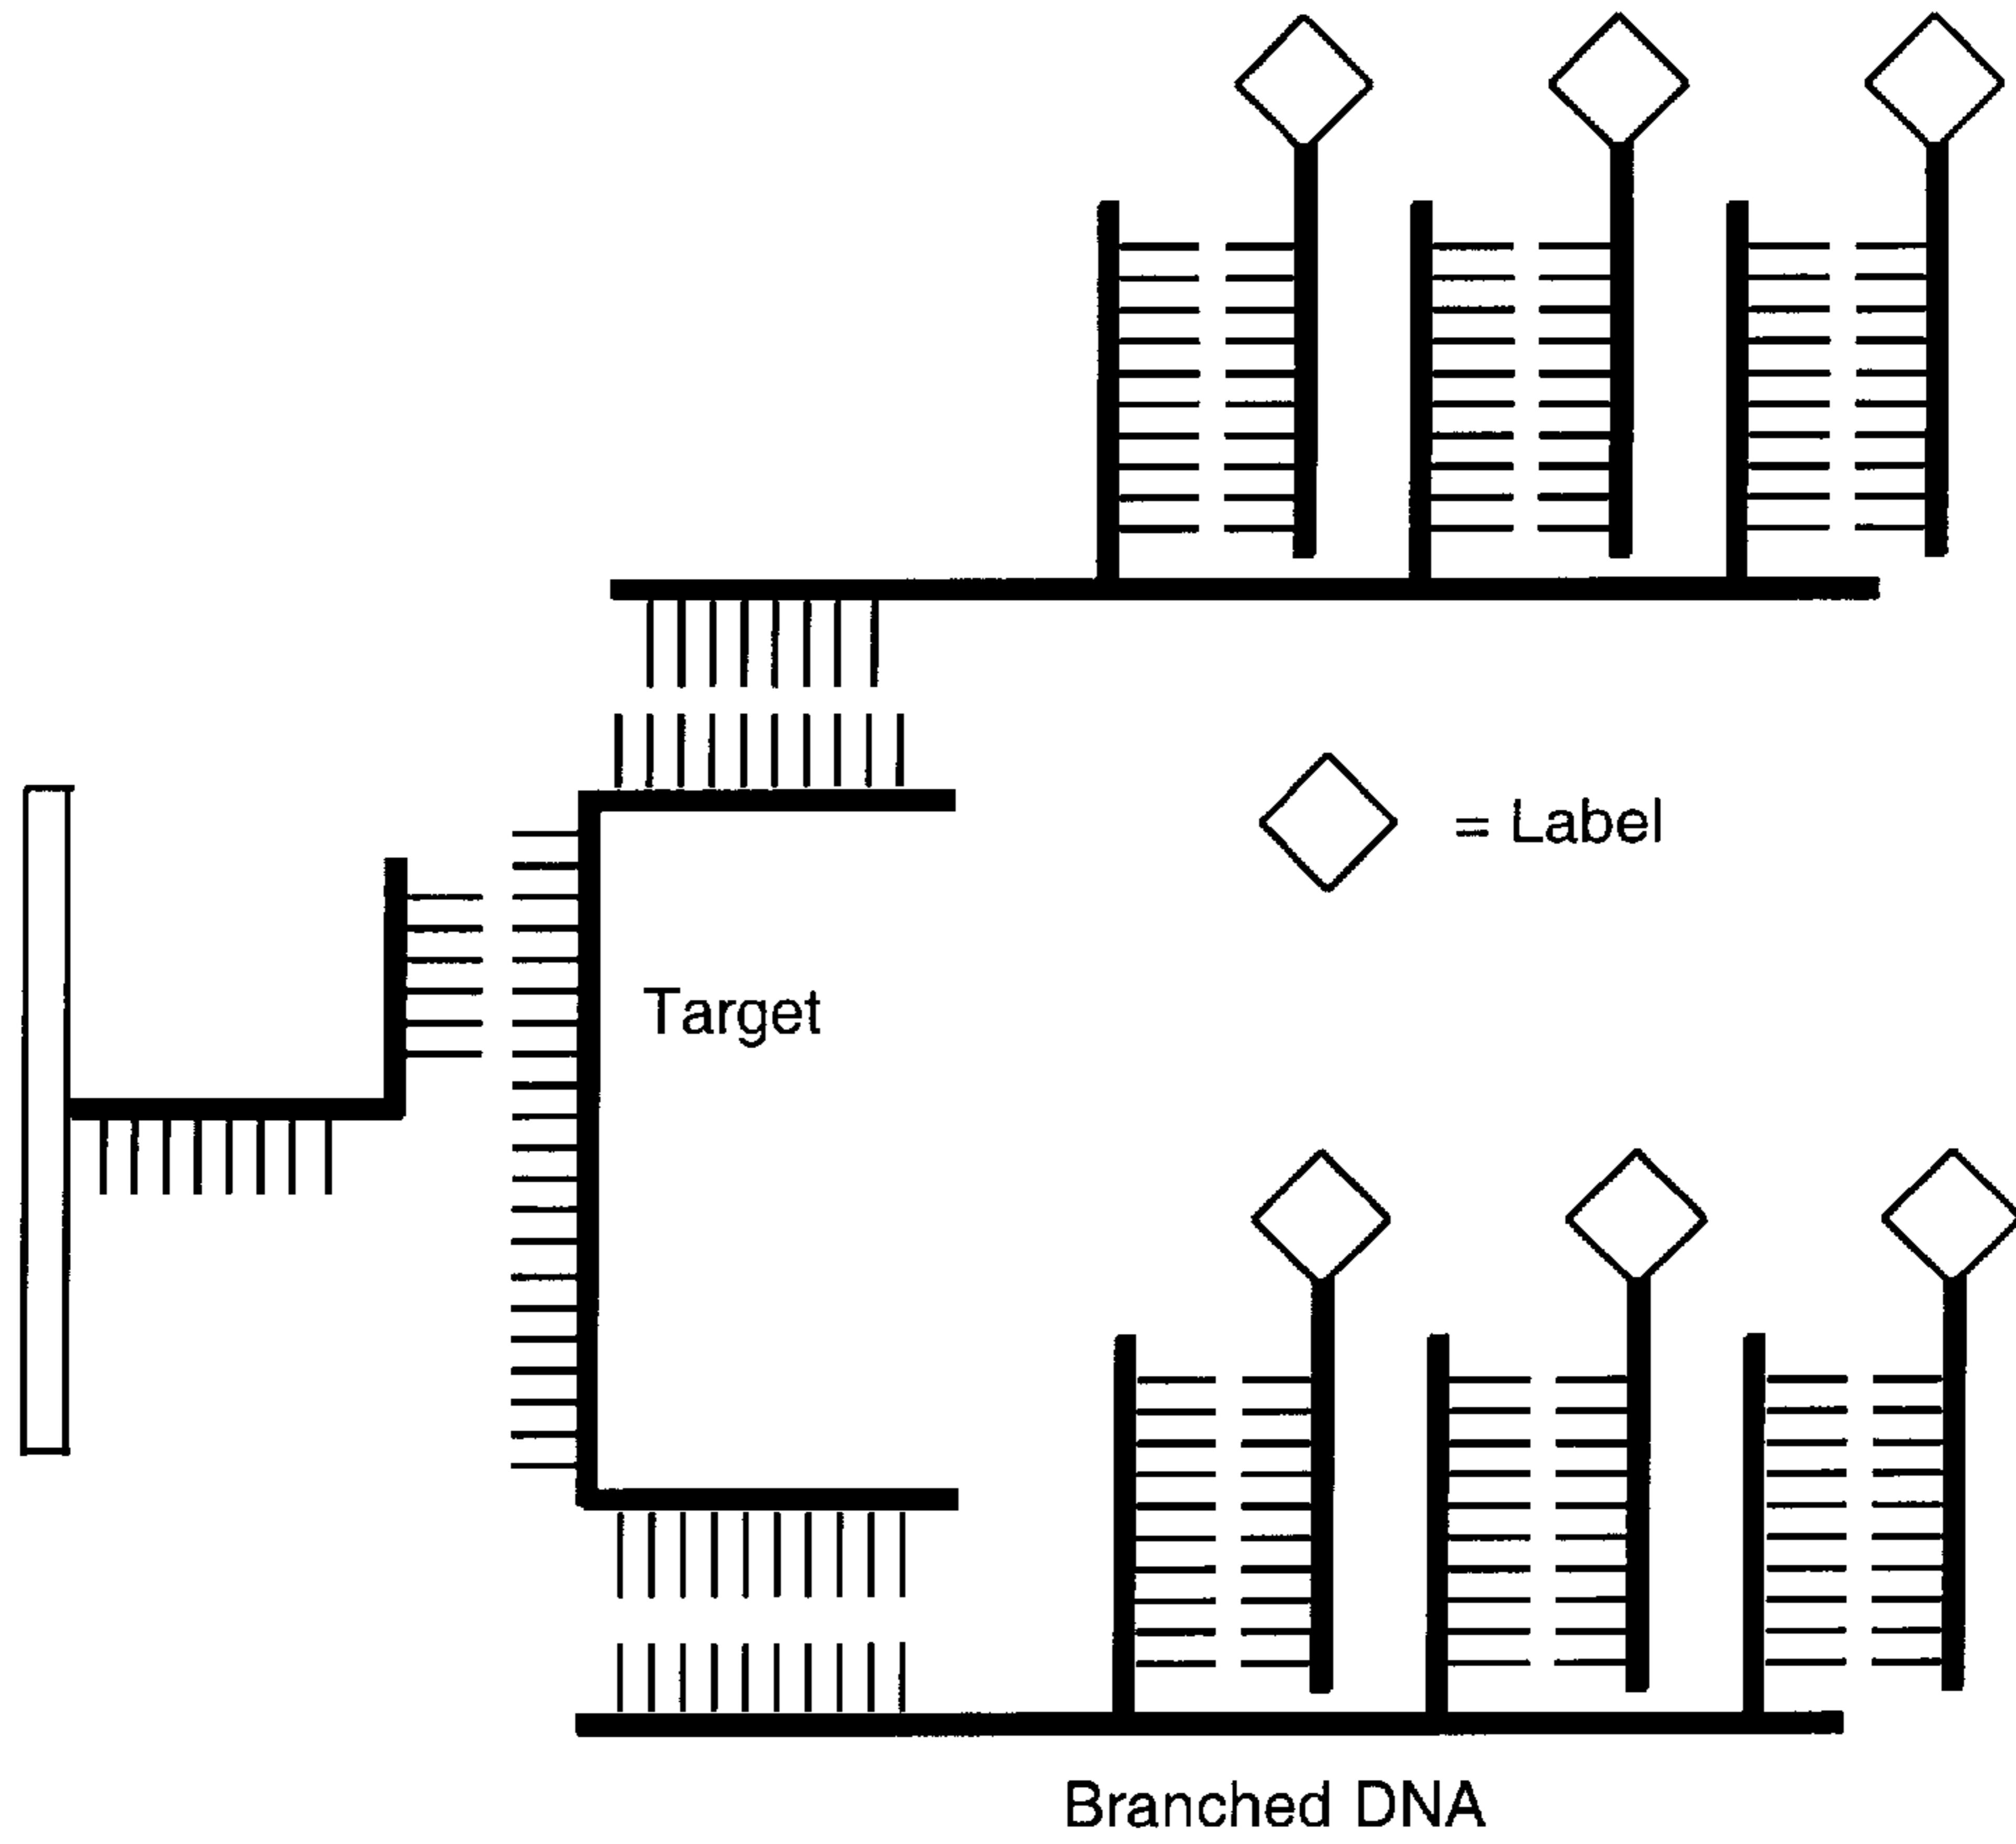 = Label
Target
Branched DNA